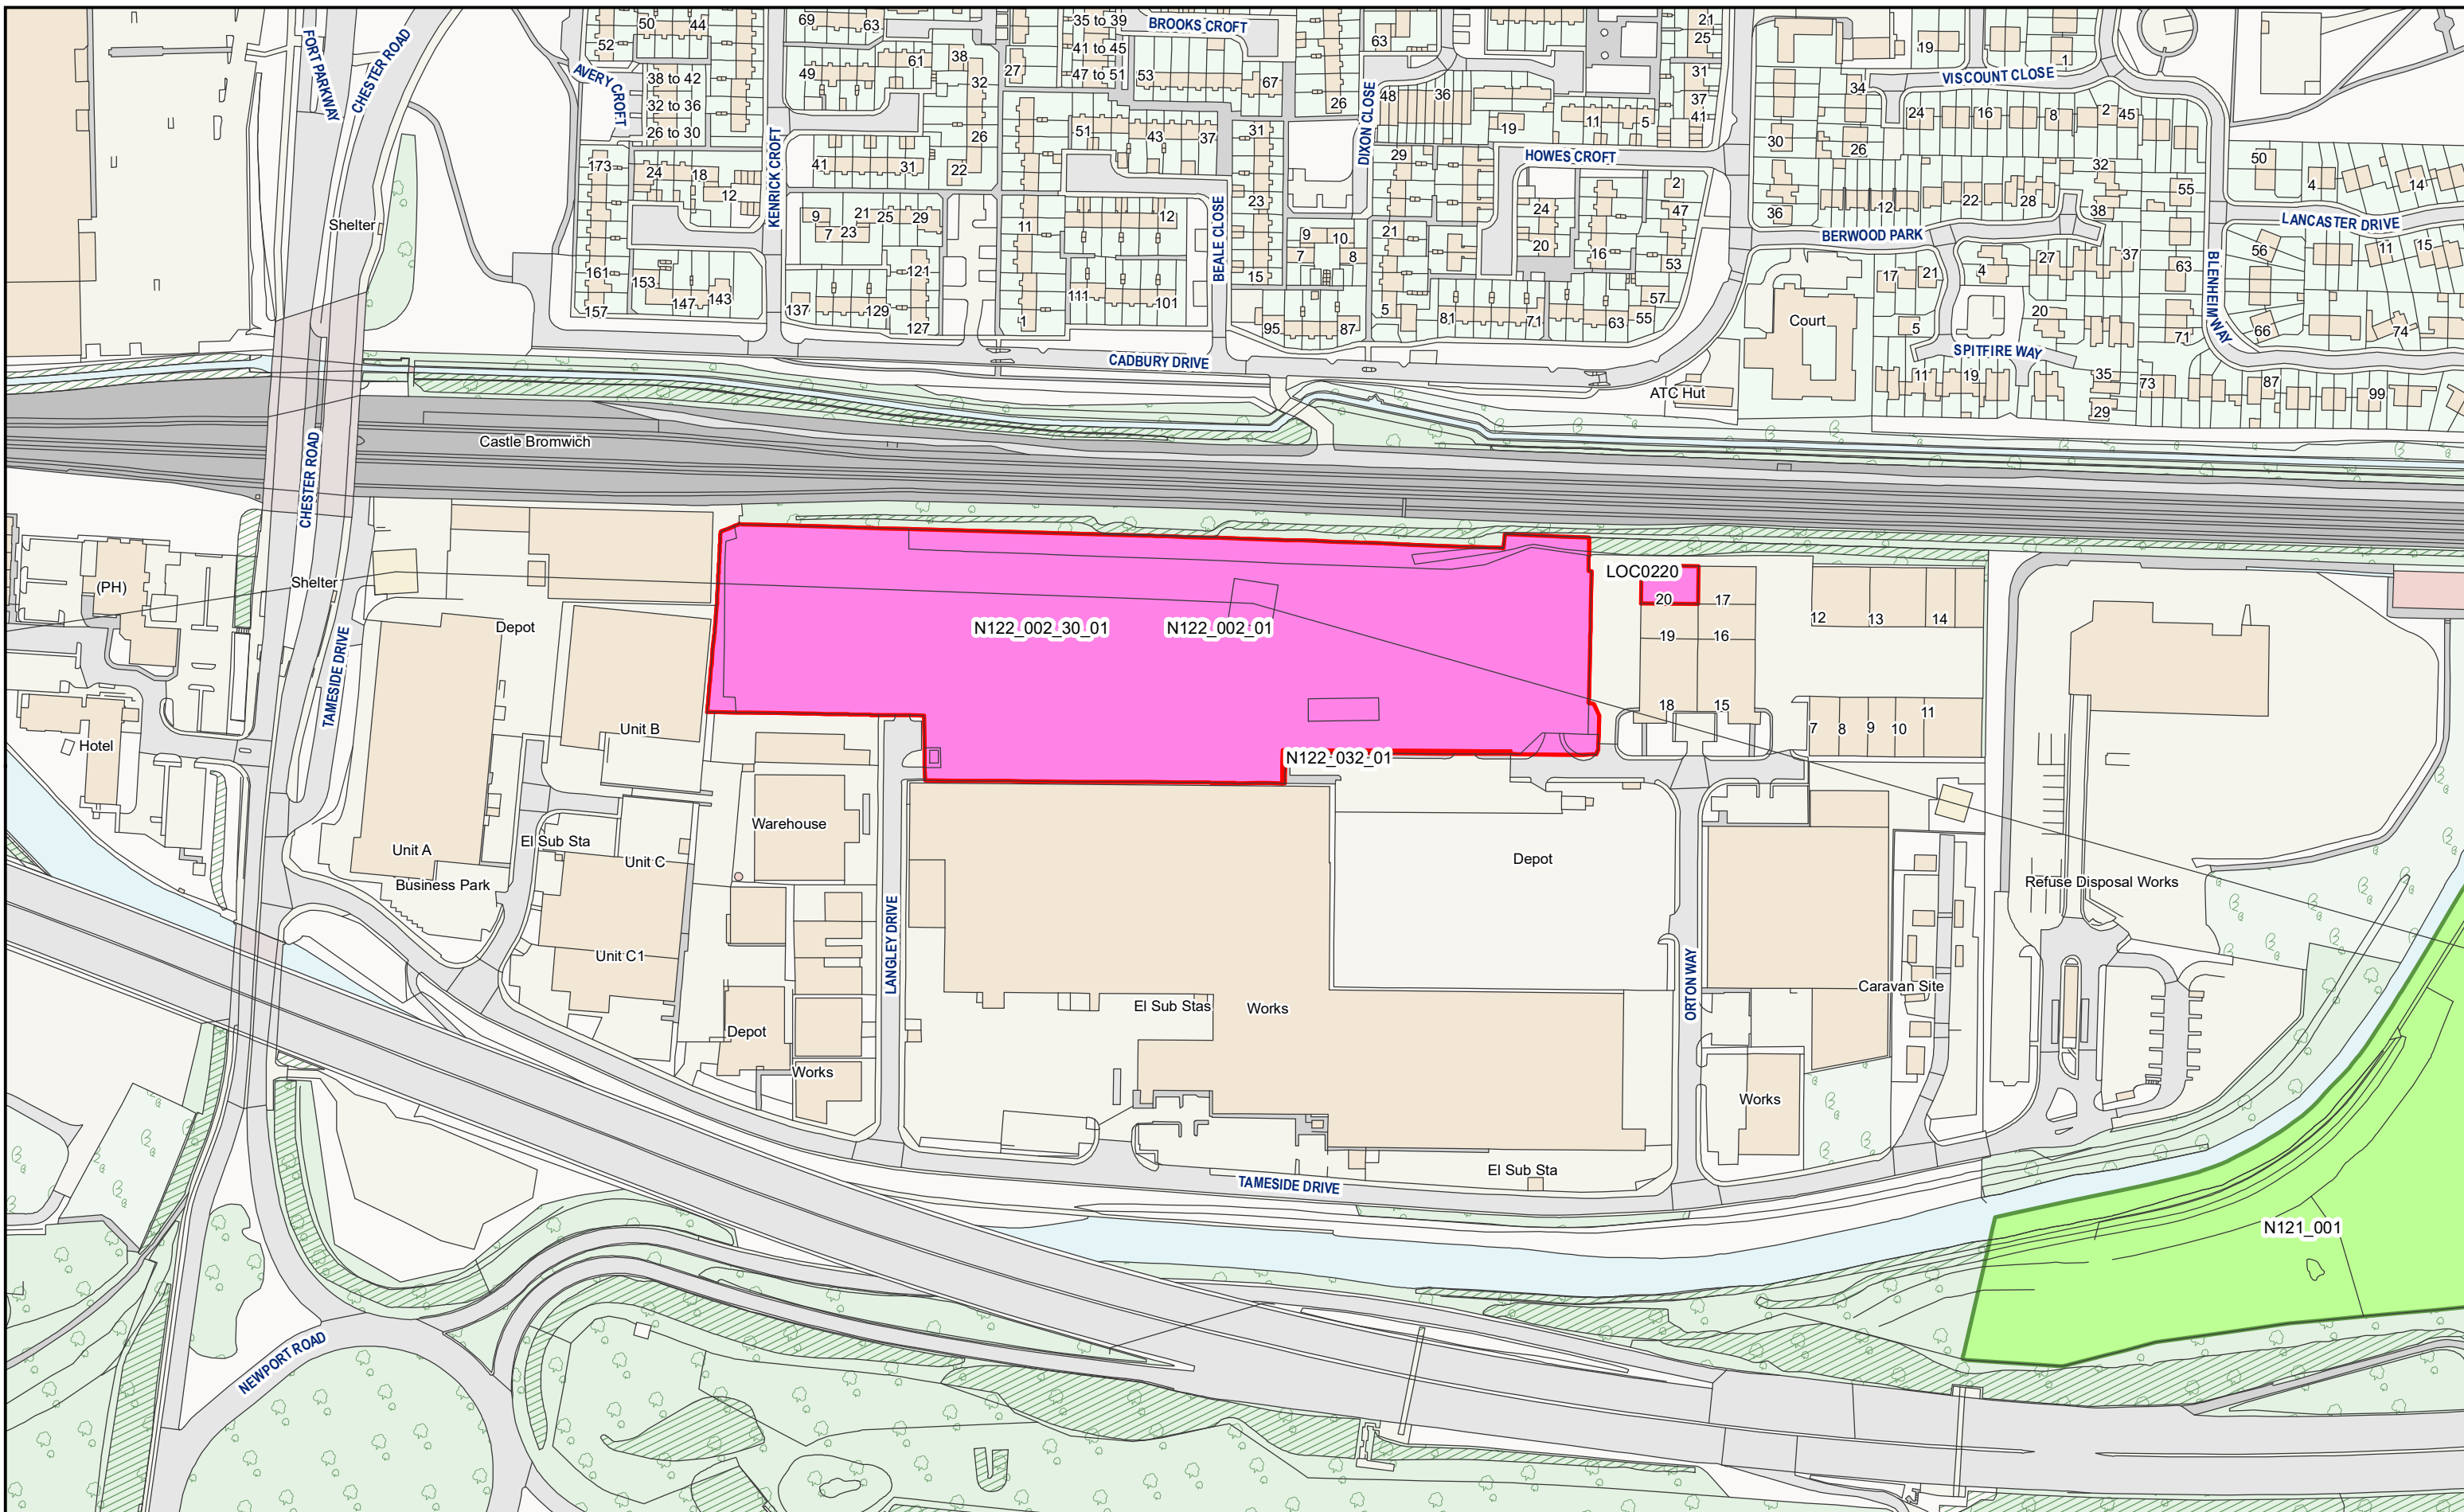 FORT PARKWAY
CHESTER ROAD
50
44
52
AVERY CROFT
38 to 42
32 to 36
26 to 30
173
24
18
12
161
153
147
143
157
Shelter
KENRICK CROFT
69
63
49
61
38
32
26
22
41
31
9
7
21
23
25
29
121
137
129
127
27
35 to 39
41 to 45
47 to 51
BROOKS CROFT
53
67
26
51
43
37
12
11
1
111
101
BEALE CLOSE
31
23
15
9
10
7
8
95
87
DIXON CLOSE
63
48
36
19
11
5
29
21
5
HOWES CROFT
21
25
31
37
41
2
47
24
20
16
53
57
55
63
71
81
CADBURY DRIVE
ATC Hut
Court
VISCOUNT CLOSE
19
1
34
30
26
24
16
8
2
45
36
12
22
28
32
38
BERWOOD PARK
17
21
4
27
37
5
20
SPITFIRE WAY
11
19
35
29
73
55
63
71
BLENHEIM WAY
50
4
14
LANCASTER DRIVE
56
11
15
66
74
87
99
Castle Bromwich
CHESTER ROAD
(PH)
Shelter
TAMESIDE DRIVE
Hotel
Depot
Unit B
Unit A
El Sub Sta
Unit C
Business Park
Unit C1
Warehouse
Depot
Works
LANGLEY DRIVE
N122_002_30_01
N122_002_01
N122_032_01
LOC0220
20
17
19
16
18
15
12
13
14
7
8
9
10
11
Depot
El Sub Stas
Works
ORTON WAY
Caravan Site
Refuse Disposal Works
Works
El Sub Sta
TAMESIDE DRIVE
N121_001
NEWPORT ROAD